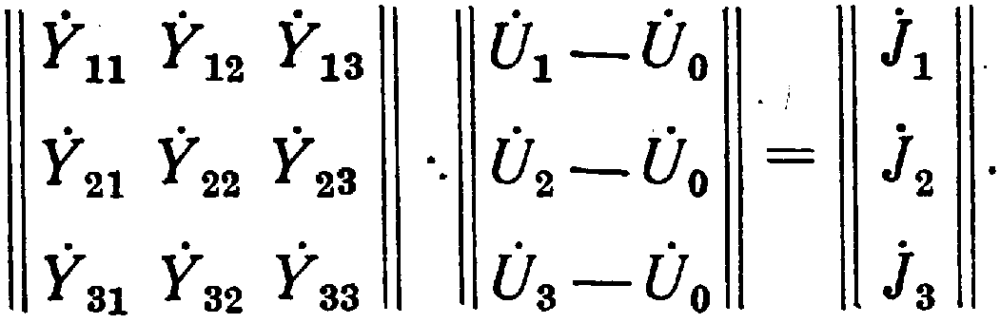 ‖ Ẏ₁₁ Ẏ₁₂ Ẏ₁₃ ‖   ‖ U̇₁ — U̇₀ ‖   ‖ J̇₁ ‖
‖ Ẏ₂₁ Ẏ₂₂ Ẏ₂₃ ‖ · ‖ U̇₂ — U̇₀ ‖ = ‖ J̇₂ ‖.
‖ Ẏ₃₁ Ẏ₃₂ Ẏ₃₃ ‖   ‖ U̇₃ — U̇₀ ‖   ‖ J̇₃ ‖